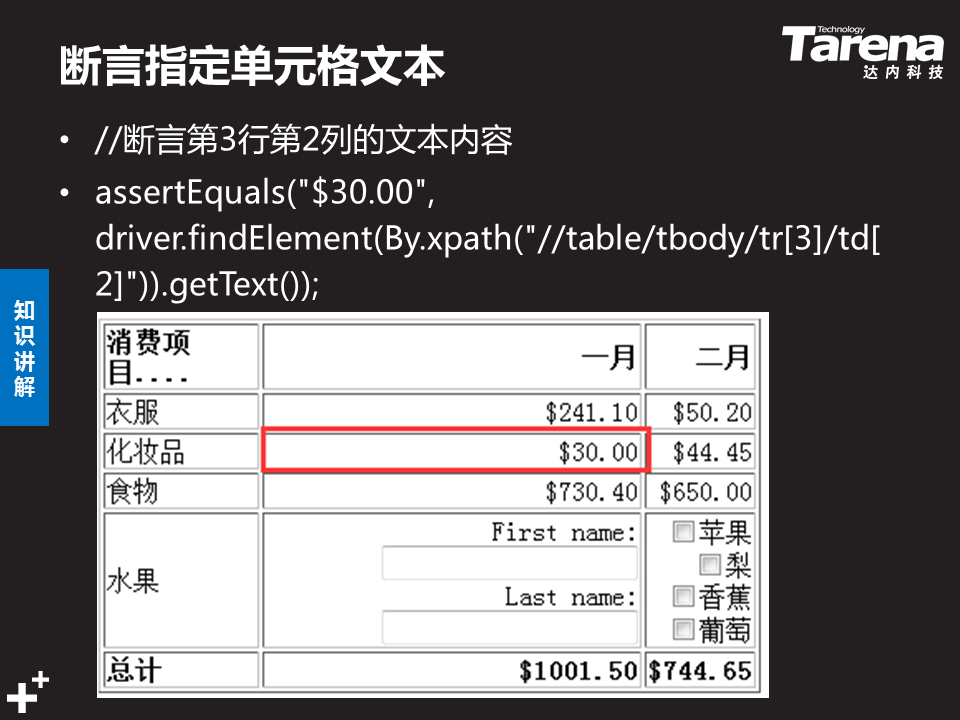 断言指定单元格文本
Technology
Tarena
达内科技
• //断言第3行第2列的文本内容
• assertEquals("$30.00",
driver.findElement(By.xpath("//table/tbody/tr[3]/td[
2]")).getText());
知
识
讲
解
消费项
目....
一月
二月
衣服 $241.10 $50.20
化妆品 $30.00 $44.45
食物 $730.40 $650.00
水果
First name:
Last name:
苹果
梨
香蕉
葡萄
总计 $1001.50 $744.65